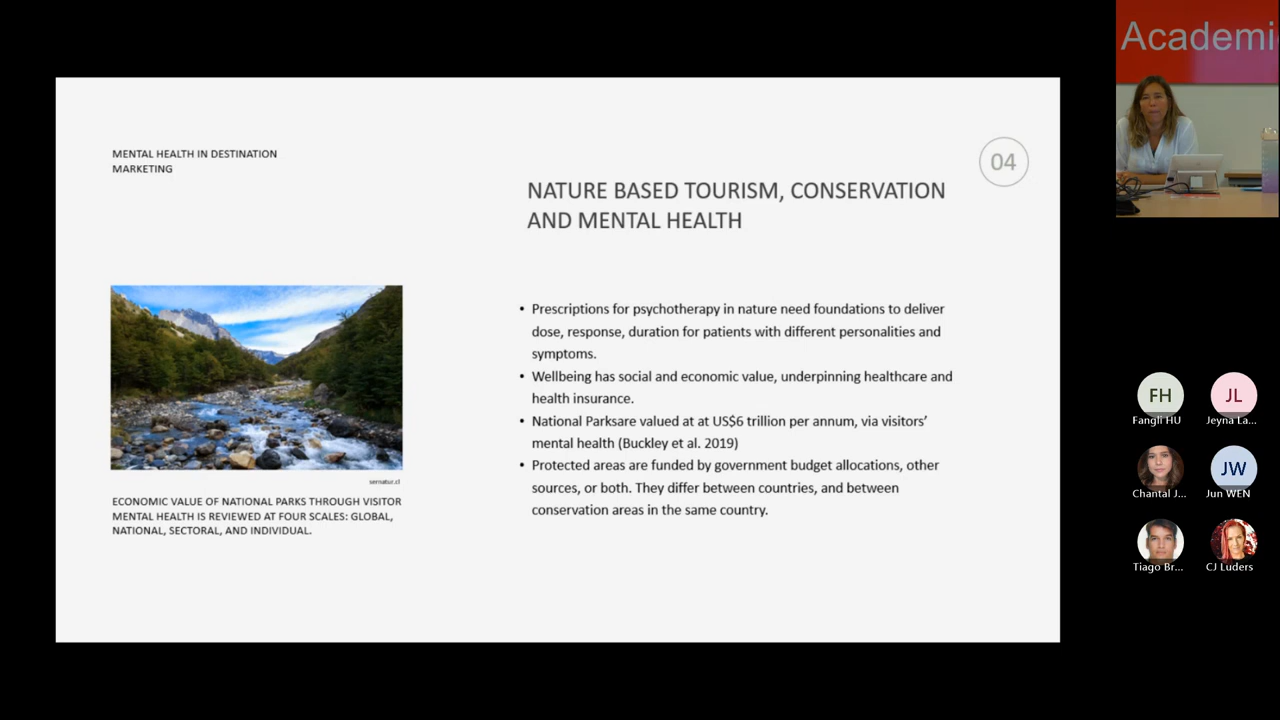 Academi
MENTAL HEALTH IN DESTINATION
MARKETING
04
NATURE BASED TOURISM, CONSERVATION
AND MENTAL HEALTH
• Prescriptions for psychotherapy in nature need foundations to deliver
dose, response, duration for patients with different personalities and
symptoms.
• Wellbeing has social and economic value, underpinning healthcare and
health insurance.
• National Parksare valued at at US$6 trillion per annum, via visitors’
mental health (Buckley et al. 2019)
• Protected areas are funded by government budget allocations, other
sources, or both. They differ between countries, and between
conservation areas in the same country.
sernatur.cl
ECONOMIC VALUE OF NATIONAL PARKS THROUGH VISITOR
MENTAL HEALTH IS REVIEWED AT FOUR SCALES: GLOBAL,
NATIONAL, SECTORAL, AND INDIVIDUAL.
FH
Fangli HU
JL
Jeyna La...
Chantal J...
JW
Jun WEN
Tiago Br...
CJ Luders